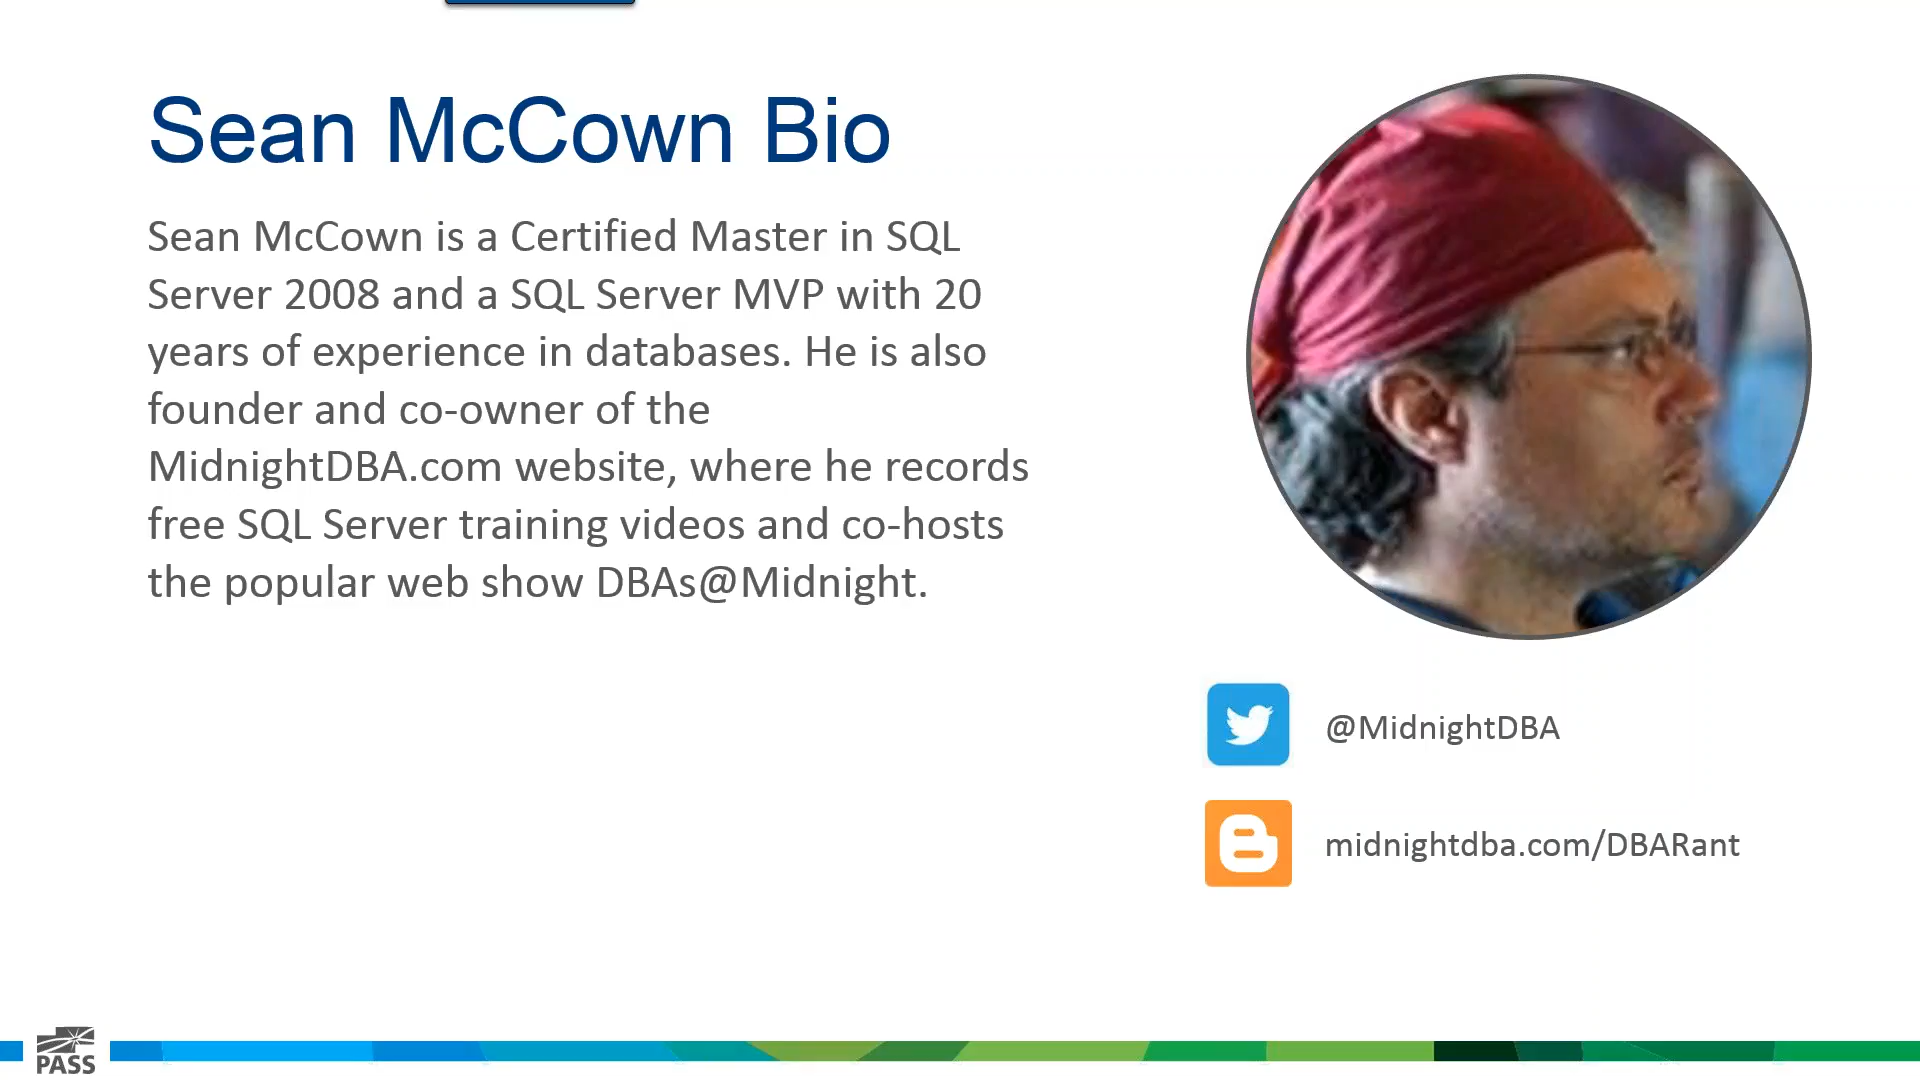 Sean McCown Bio
Sean McCown is a Certified Master in SQL
Server 2008 and a SQL Server MVP with 20
years of experience in databases. He is also
founder and co-owner of the
MidnightDBA.com website, where he records
free SQL Server training videos and co-hosts
the popular web show DBAs@Midnight.
@MidnightDBA
midnightdba.com/DBARant
PASS